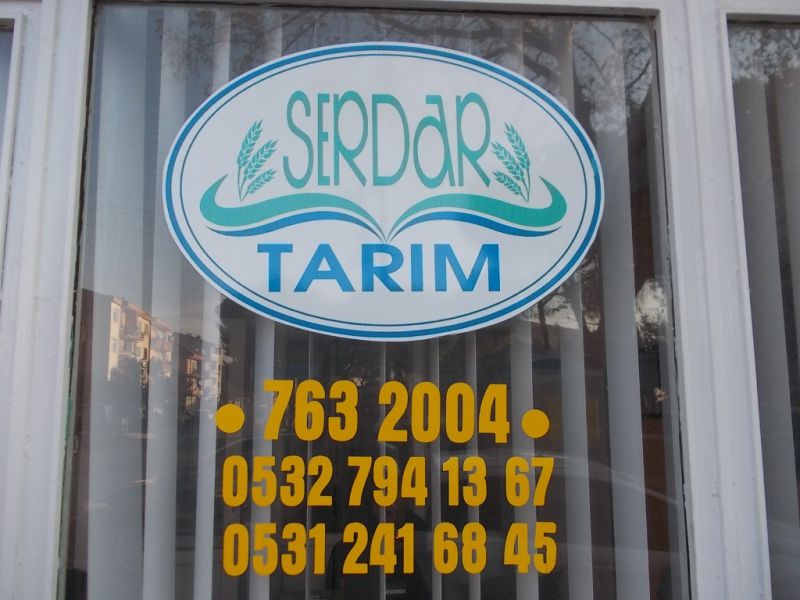 SERDaR
TARIM
• 763 2004 •
0532 794 13 67
0531 241 68 45